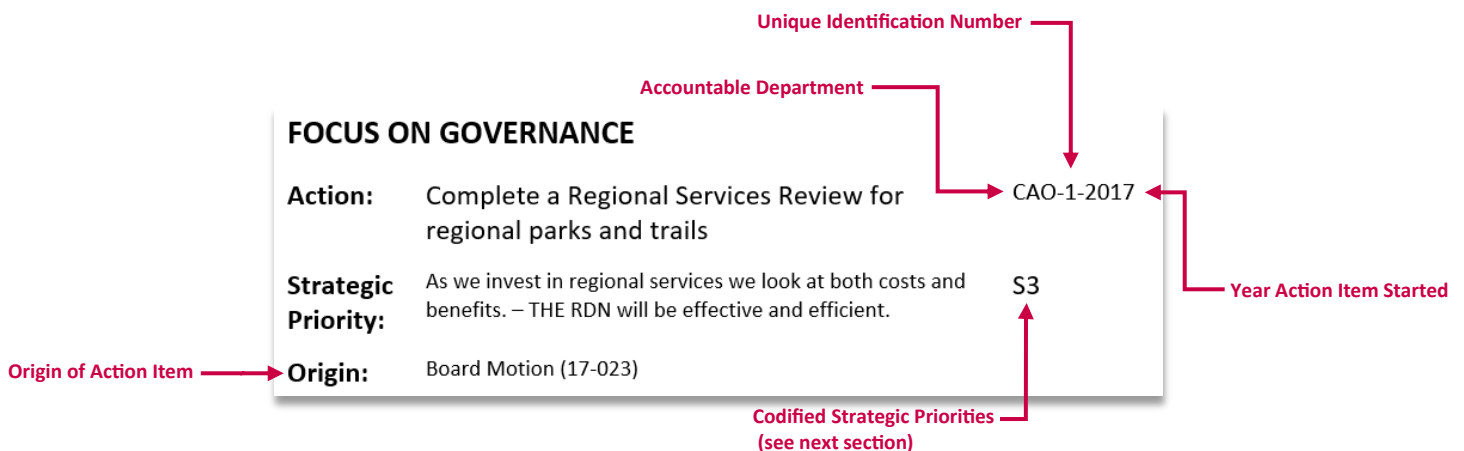 Unique Identification Number
Accountable Department
FOCUS ON GOVERNANCE
Action: Complete a Regional Services Review for CAO-1-2017
regional parks and trails
Strategic As we invest in regional services we look at both costs and S3
Priority: benefits. – THE RDN will be effective and efficient.
Year Action Item Started
Origin of Action Item Origin: Board Motion (17-023)
Codified Strategic Priorities
(see next section)